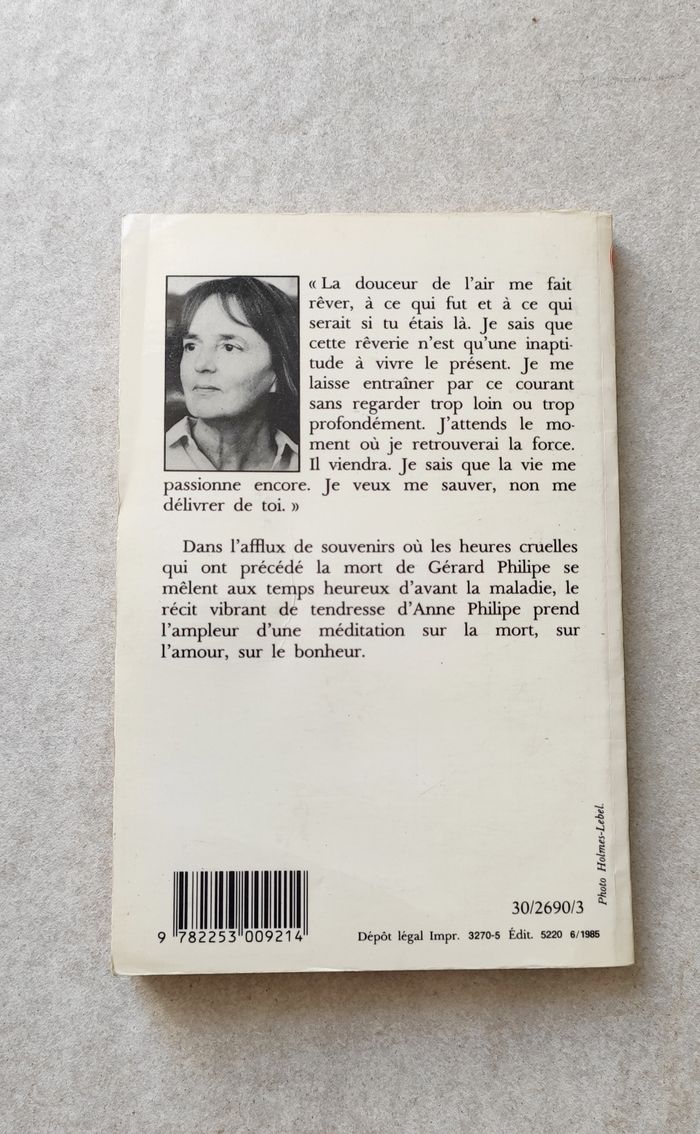 « La douceur de l'air me fait
rêver, à ce qui fut et à ce qui
serait si tu étais là. Je sais que
cette rêverie n'est qu'une inapti-
tude à vivre le présent. Je me
laisse entraîner par ce courant
sans regarder trop loin ou trop
profondément. J'attends le mo-
ment où je retrouverai la force.
Il viendra. Je sais que la vie me
passionne encore. Je veux me sauver, non me
délivrer de toi. »
Dans l'afflux de souvenirs où les heures cruelles
qui ont précédé la mort de Gérard Philipe se
mêlent aux temps heureux d'avant la maladie, le
récit vibrant de tendresse d'Anne Philipe prend
l'ampleur d'une méditation sur la mort, sur
l'amour, sur le bonheur.
Photo Holmes-Lebel.
30/2690/3
9 782253 009214
Dépôt légal Impr. 3270-5 Édit. 5220 6/1985